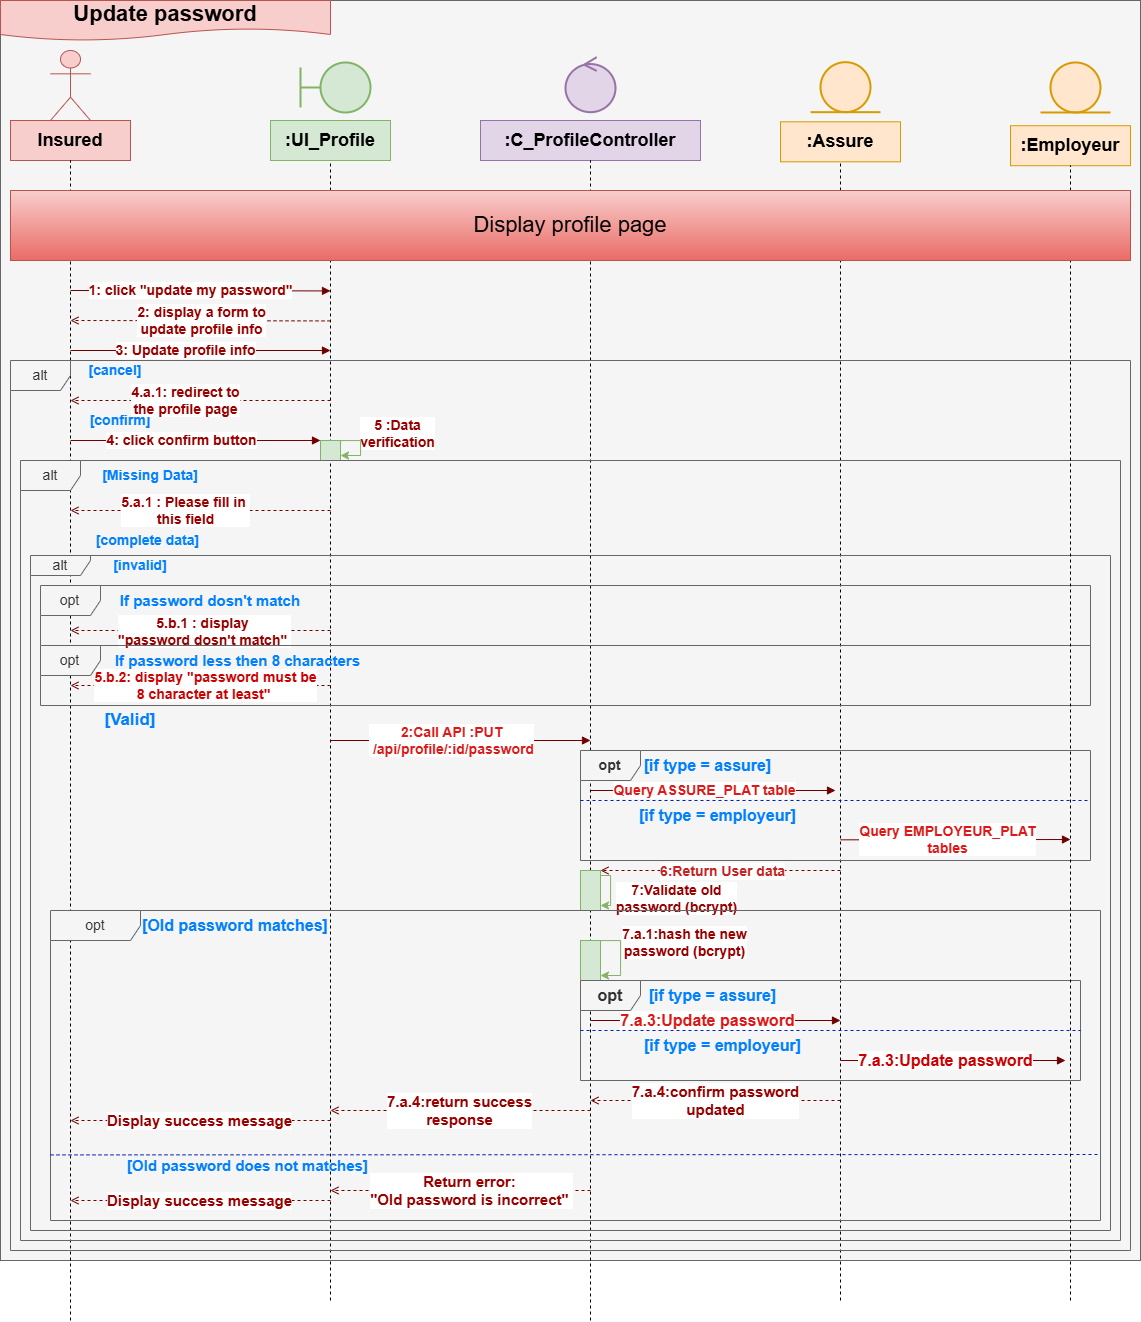 Update password
Insured
:UI_Profile
:C_ProfileController
:Assure
:Employeur
Display profile page
1: click "update my password"
2: display a form to
update profile info
3: Update profile info
alt
[cancel]
4.a.1: redirect to
the profile page
[confirm]
4: click confirm button
5 :Data
verification
alt
[Missing Data]
5.a.1 : Please fill in
this field
[complete data]
alt
[invalid]
opt
If password dosn't match
5.b.1 : display
"password dosn't match"
opt
If password less then 8 characters
5.b.2: display "password must be
8 character at least"
[Valid]
2:Call API :PUT
/api/profile/:id/password
opt
[if type = assure]
Query ASSURE_PLAT table
[if type = employeur]
Query EMPLOYEUR_PLAT
tables
6:Return User data
7:Validate old
password (bcrypt)
opt
[Old password matches]
7.a.1:hash the new
password (bcrypt)
opt
[if type = assure]
7.a.3:Update password
[if type = employeur]
7.a.3:Update password
7.a.4:confirm password
updated
7.a.4:return success
response
Display success message
[Old password does not matches]
Return error:
"Old password is incorrect"
Display success message